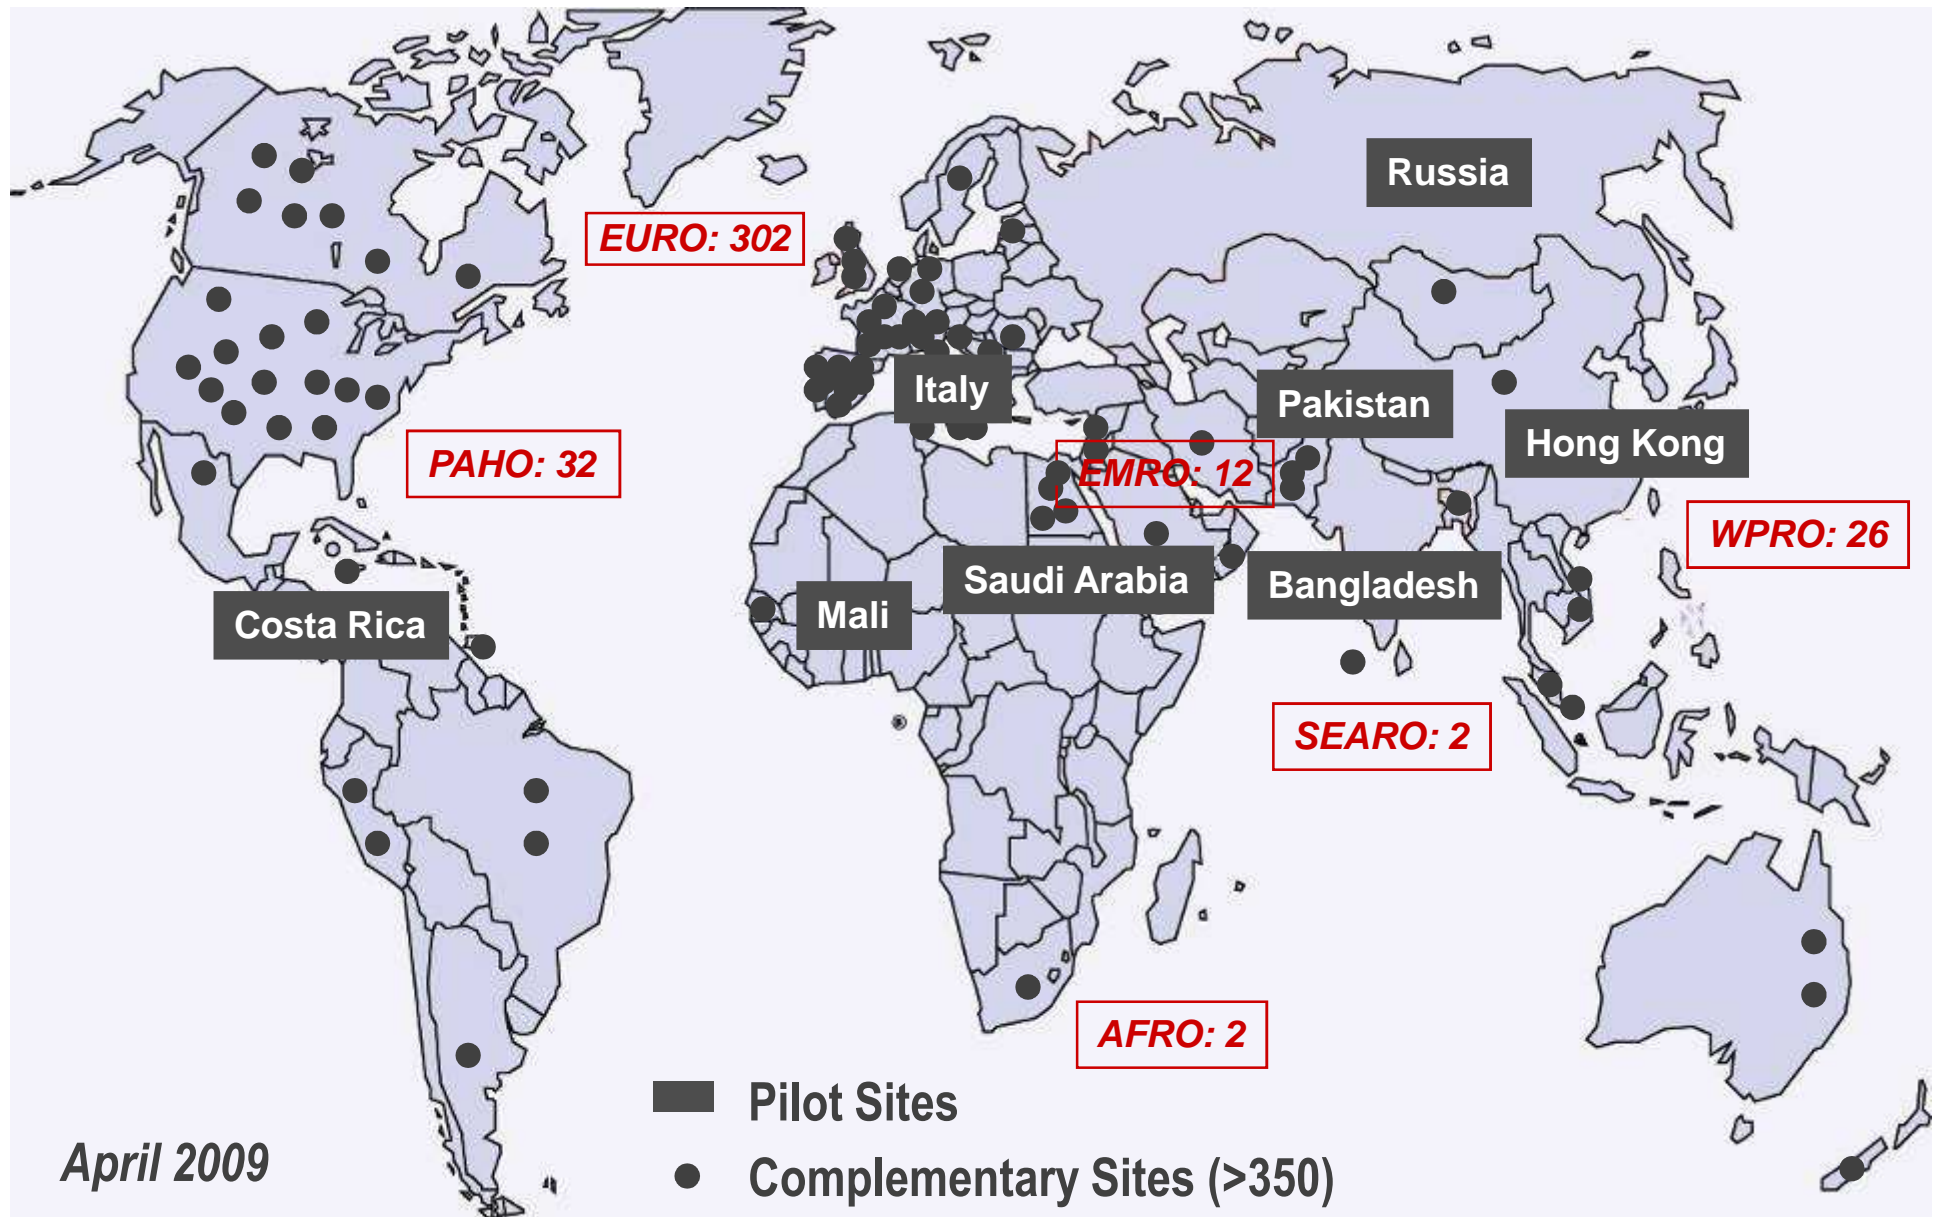 Russia
EURO: 302
Italy
Pakistan
Hong Kong
PAHO: 32
EMRO: 12
WPRO: 26
Saudi Arabia
Bangladesh
Mali
Costa Rica
SEARO: 2
AFRO: 2
Pilot Sites
April 2009
Complementary Sites (>350)